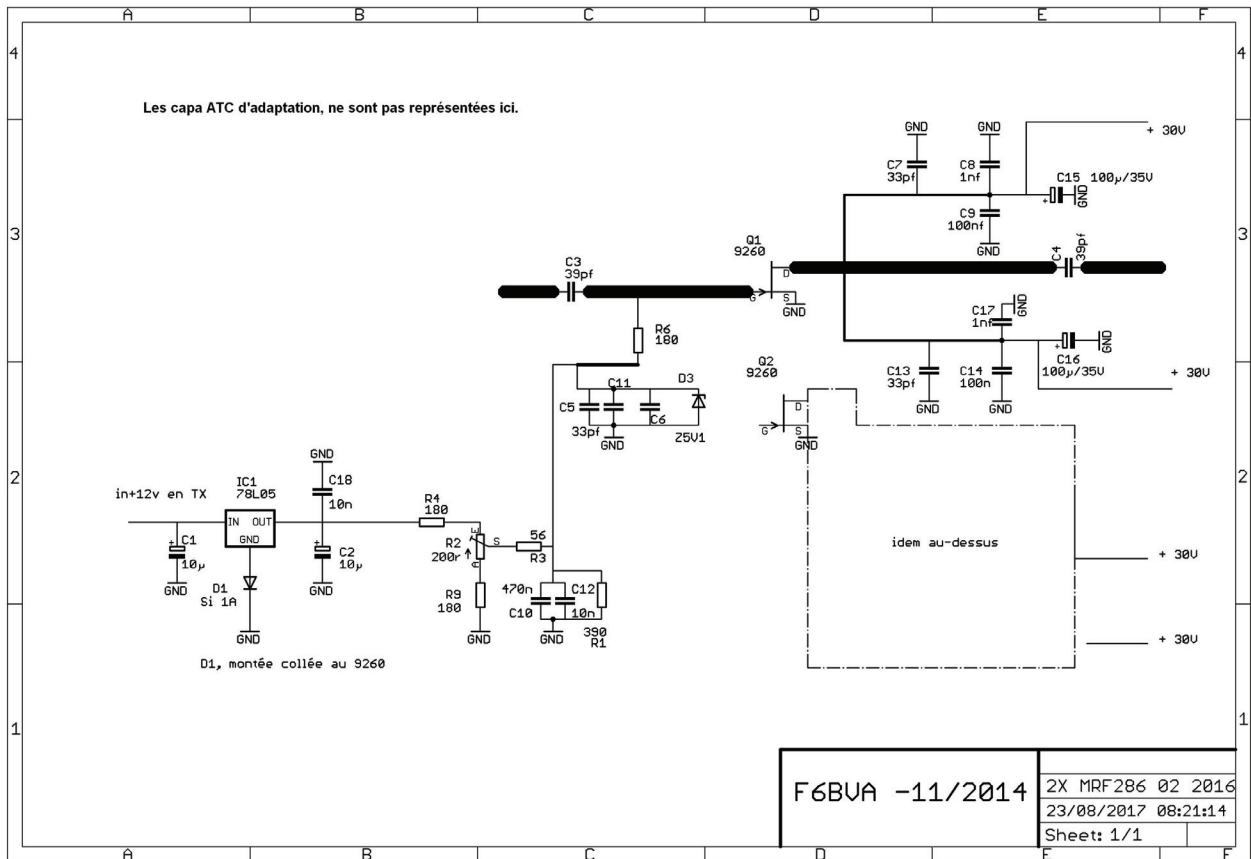 A B C D E F
4 4
Les capa ATC d'adaptation, ne sont pas représentées ici.
GND GND + 30V
C7 33pf
C8 1nf
C15 100µ/35V
+
GND
C9 100nf
GND
3 3
Q1 9260
C4 39pf
C3 39pf
D
G S
GND
C17 1nf
GND
R6 180
+
GND
C16 100µ/35V
Q2 9260
C13 33pf
C14 100n
+ 30V
GND GND
C11 D3
C5 C6
33pf
Z5V1
GND
D
G S
GND
2 2
GND
C18 10n
in+12v en TX
IC1 78L05
IN OUT
GND
R4 180
+ C1 10µ
+ C2 10µ
E
R2 200r
S
A
56
R3
idem au-dessus
+ 30V
GND
GND
D1 Si 1A
R9 180
470n C12
C10 10n
390 R1
GND
GND
GND
+ 30V
D1, montée collée au 9260
1 1
F6BVA -11/2014
2X MRF286 02 2016
23/08/2017 08:21:14
Sheet: 1/1
A B C D E F